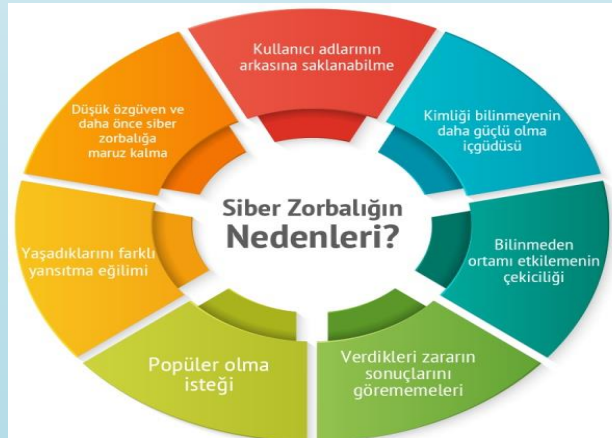 Siber Zorbalığın
Nedenleri?
Kullanıcı adlarının
arkasına saklanabilme
Kimliği bilinmeyenin
daha güçlü olma
içgüdüsü
Bilinmeden
ortamı etkilemenin
çekiciliği
Verdikleri zararın
sonuçlarını
görememeleri
Popüler olma
isteği
Yaşadıklarını farklı
yansıtma eğilimi
Düşük özgüven ve
daha önce siber
zorbalığa
maruz kalma